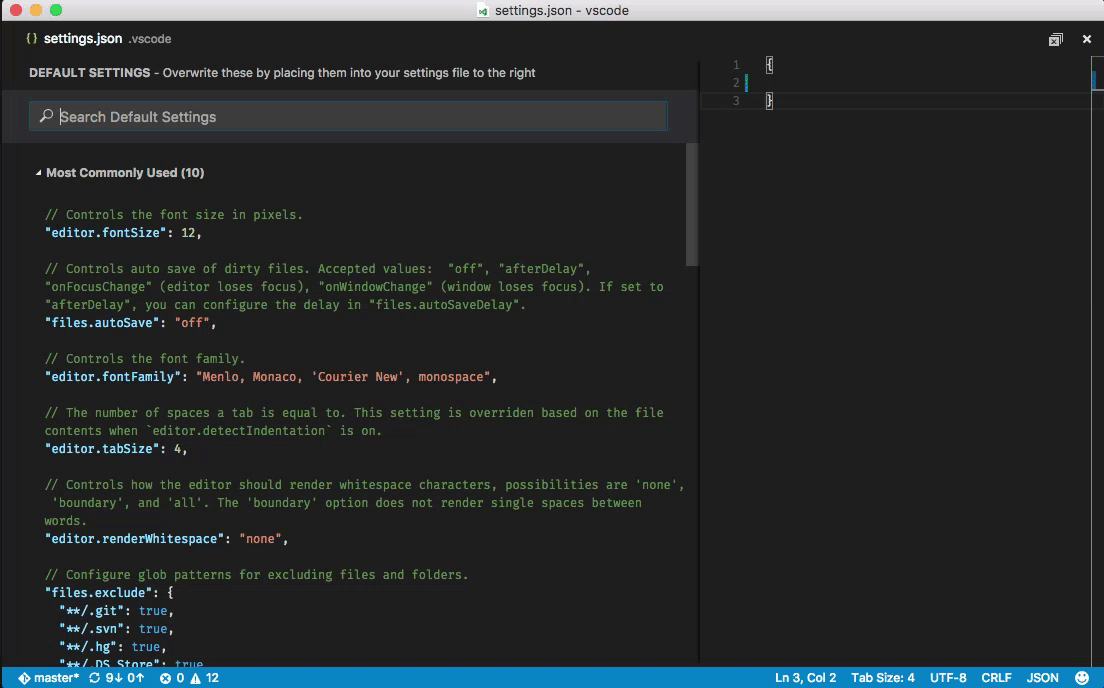 settings.json - vscode
{} settings.json .vscode
DEFAULT SETTINGS - Overwrite these by placing them into your settings file to the right
Search Default Settings
Most Commonly Used (10)
// Controls the font size in pixels.
"editor.fontSize": 12,
// Controls auto save of dirty files. Accepted values:  "off", "afterDelay",
"onFocusChange" (editor loses focus), "onWindowChange" (window loses focus). If set to
"afterDelay", you can configure the delay in "files.autoSaveDelay".
"files.autoSave": "off",
// Controls the font family.
"editor.fontFamily": "Menlo, Monaco, 'Courier New', monospace",
// The number of spaces a tab is equal to. This setting is overriden based on the file
contents when `editor.detectIndentation` is on.
"editor.tabSize": 4,
// Controls how the editor should render whitespace characters, possibilities are 'none',
'boundary', and 'all'. The 'boundary' option does not render single spaces between
words.
"editor.renderWhitespace": "none",
// Configure glob patterns for excluding files and folders.
"files.exclude": {
"**/.git": true,
"**/.svn": true,
"**/.hg": true,
"**/.DS_Store": true
1 {
2
3 }
master* 9↓ 0↑ 0 12
Ln 3, Col 2 Tab Size: 4 UTF-8 CRLF JSON